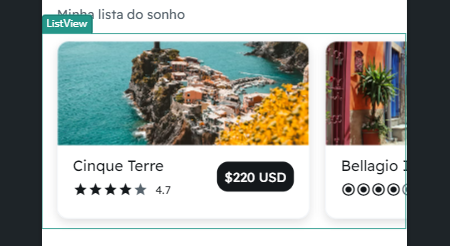 Minha lista do sonho
ListView
Cinque Terre
4.7
$220 USD
Bellagio